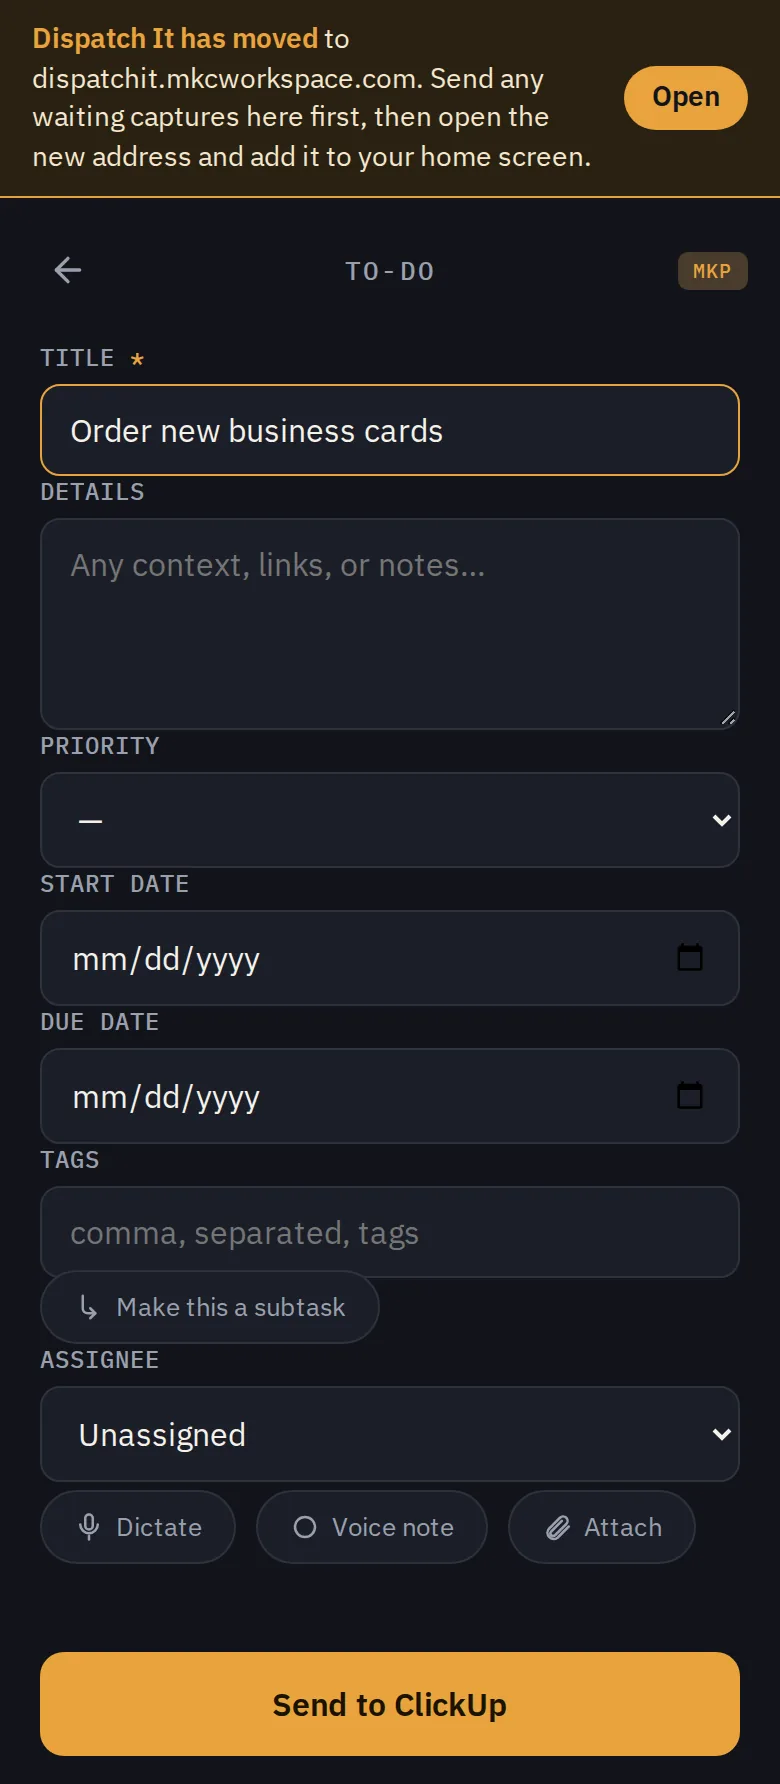 Dispatch It has moved to
dispatchit.mkcworkspace.com. Send any
waiting captures here first, then open the
new address and add it to your home screen.
Open
TO-DO
MKP
TITLE *
Order new business cards
DETAILS
Any context, links, or notes...
PRIORITY
—
START DATE
mm/dd/yyyy
DUE DATE
mm/dd/yyyy
TAGS
comma, separated, tags
Make this a subtask
ASSIGNEE
Unassigned
Dictate
Voice note
Attach
Send to ClickUp